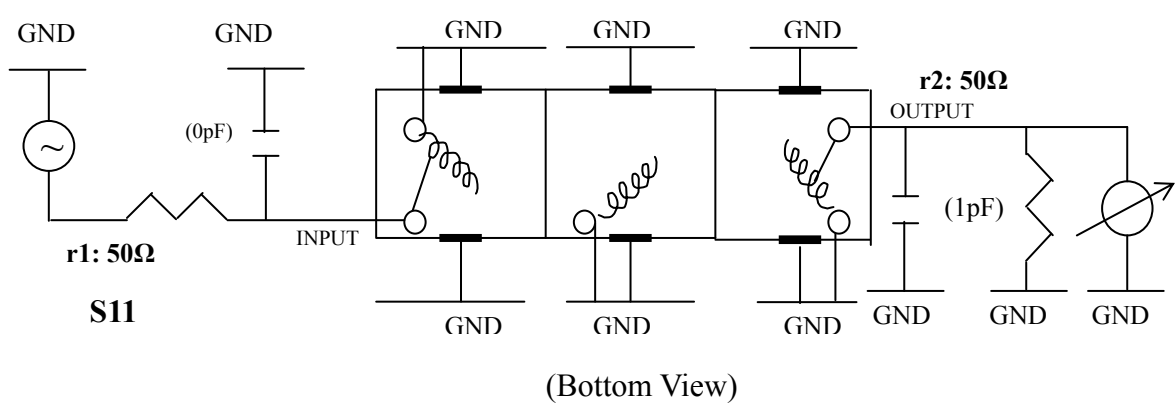 GND
GND
GND
GND
GND
r2: 50Ω
OUTPUT
(0pF)
~
(1pF)
INPUT
r1: 50Ω
S11
GND
GND
GND
GND
GND
GND
(Bottom View)